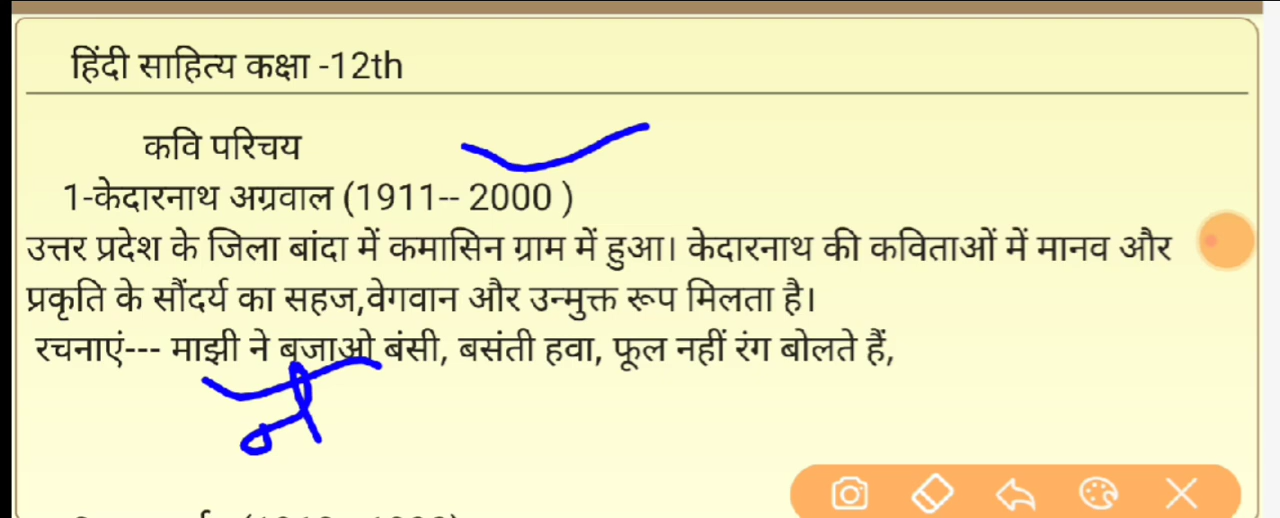 हिंदी साहित्य कक्षा -12th
कवि परिचय
1-केदारनाथ अग्रवाल (1911-- 2000 )
उत्तर प्रदेश के जिला बांदा में कमासिन ग्राम में हुआ। केदारनाथ की कविताओं में मानव और
प्रकृति के सौंदर्य का सहज,वेगवान और उन्मुक्त रूप मिलता है।
रचनाएं--- माझी ने बजाओ बंसी, बसंती हवा, फूल नहीं रंग बोलते हैं,